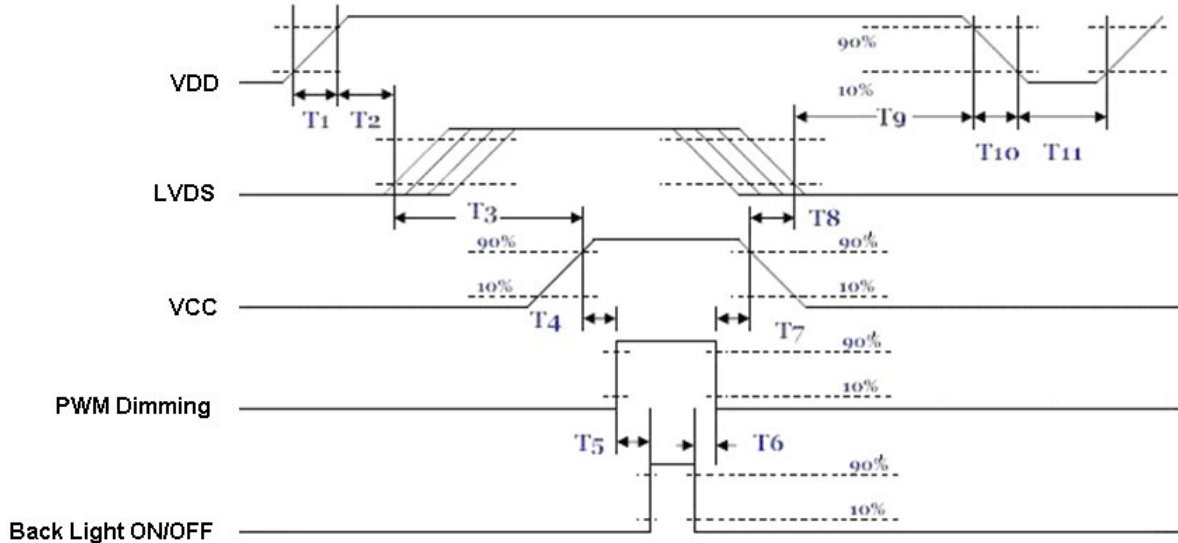 90%
VDD
10%
T1 T2 T9
T10 T11
LVDS
T3 T8
90% 90%
10% 10%
VCC
T4 T7
90%
10%
PWM Dimming
T5 T6
90%
10%
Back Light ON/OFF